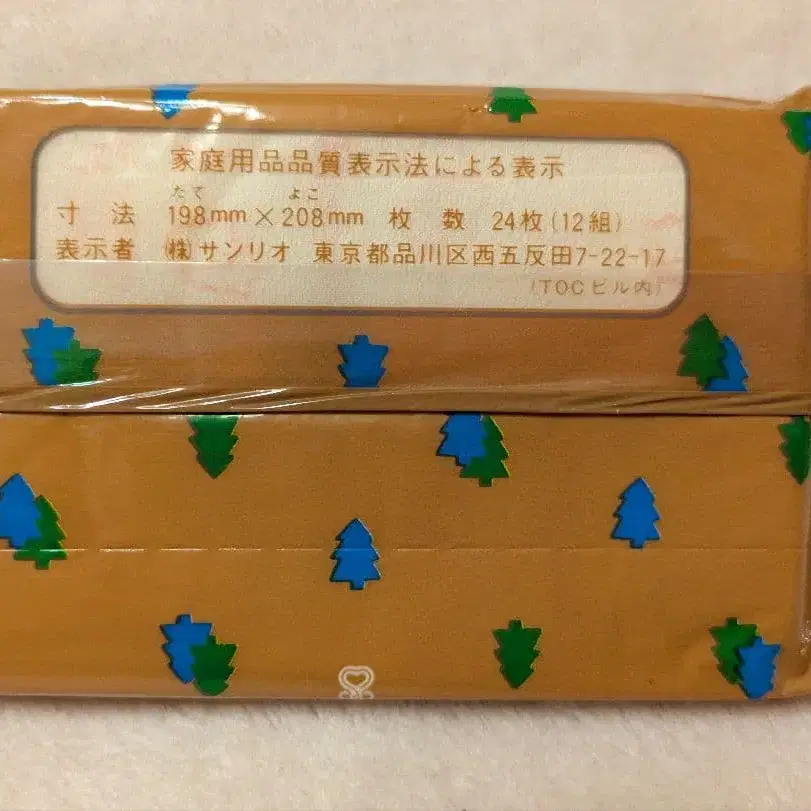 家庭用品品質表示法による表示
たて よこ
寸法 198mm×208mm 枚数 24枚(12組)
表示者 ㈱サンリオ 東京都品川区西五反田7-22-17
(TOCビル内)